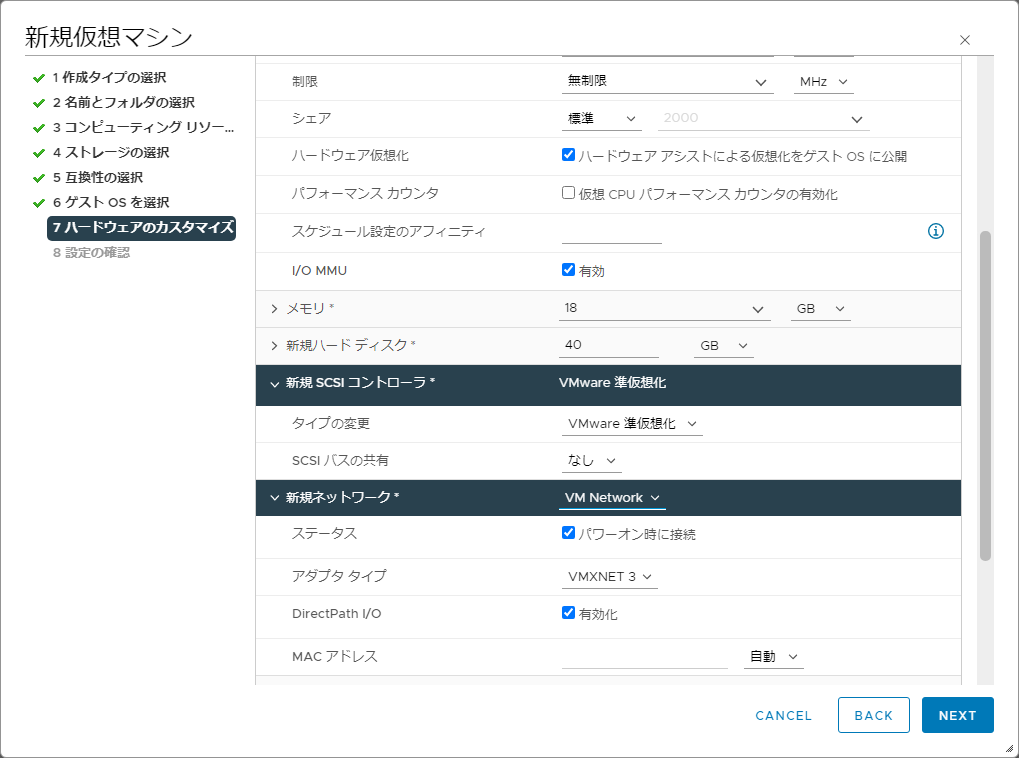 新規仮想マシン
1 作成タイプの選択
2 名前とフォルダの選択
3 コンピューティング リソー...
4 ストレージの選択
5 互換性の選択
6 ゲスト OS を選択
7 ハードウェアのカスタマイズ
8 設定の確認
制限 無制限 MHz
シェア 標準 2000
ハードウェア仮想化 ハードウェア アシストによる仮想化をゲスト OS に公開
パフォーマンス カウンタ 仮想 CPU パフォーマンス カウンタの有効化
スケジュール設定のアフィニティ
I/O MMU 有効
メモリ * 18 GB
新規ハード ディスク * 40 GB
新規 SCSI コントローラ * VMware 準仮想化
タイプの変更 VMware 準仮想化
SCSI バスの共有 なし
新規ネットワーク * VM Network
ステータス パワーオン時に接続
アダプタ タイプ VMXNET 3
DirectPath I/O 有効化
MAC アドレス 自動
CANCEL BACK NEXT